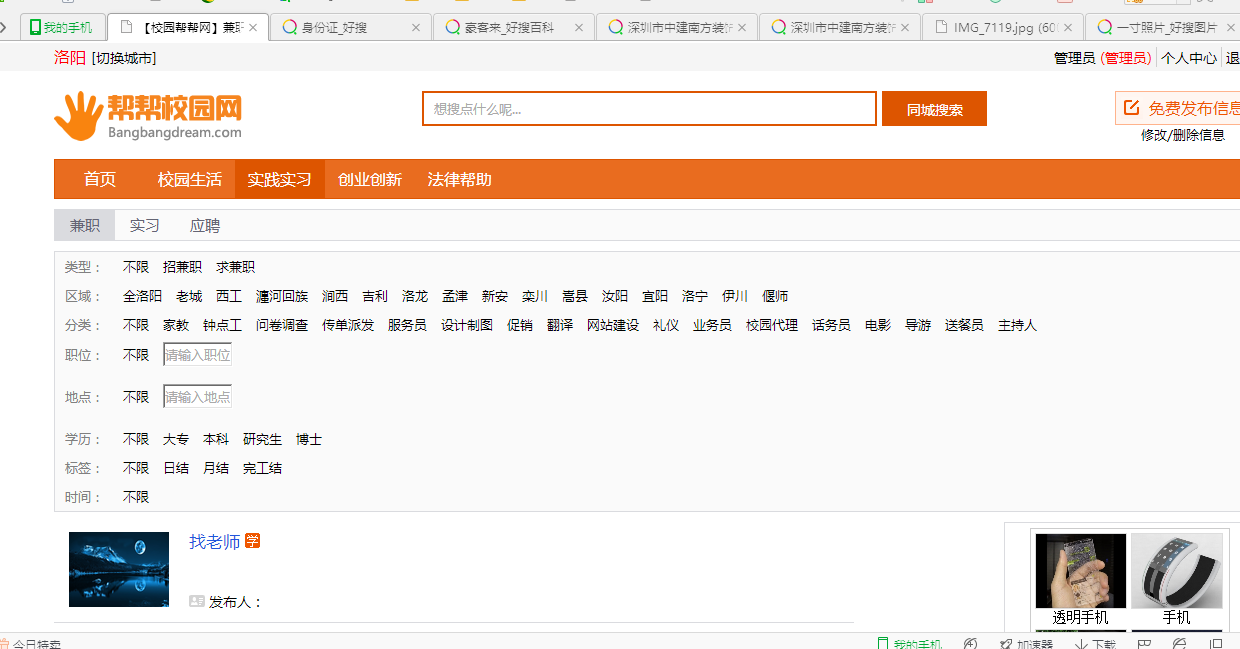 我的手机 【校园帮帮网】兼职 身份证_好搜 豪客来_好搜百科 深圳市中建南方装 深圳市中建南方装 IMG_7119.jpg (60 一寸照片_好搜图片
洛阳 [切换城市] 管理员 (管理员) 个人中心 退
帮帮校园网
Bangbangdream.com
想搜点什么呢... 同城搜索 免费发布信息
修改/删除信息
首页 校园生活 实践实习 创业创新 法律帮助
兼职 实习 应聘
类型： 不限 招兼职 求兼职
区域： 全洛阳 老城 西工 瀍河回族 涧西 吉利 洛龙 孟津 新安 栾川 嵩县 汝阳 宜阳 洛宁 伊川 偃师
分类： 不限 家教 钟点工 问卷调查 传单派发 服务员 设计制图 促销 翻译 网站建设 礼仪 业务员 校园代理 话务员 电影 导游 送餐员 主持人
职位： 不限 请输入职位
地点： 不限 请输入地点
学历： 不限 大专 本科 研究生 博士
标签： 不限 日结 月结 完工结
时间： 不限
找老师 学
发布人：
透明手机 手机
今日特卖 我的手机 加速器 下载